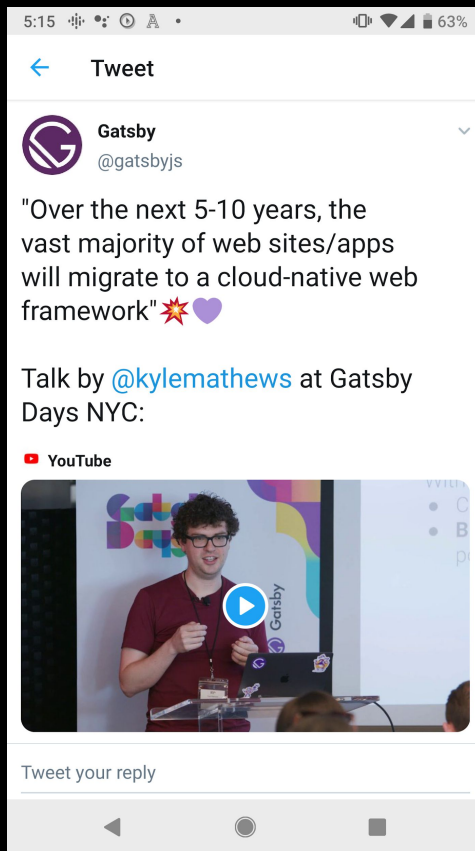 5:15
63%
Tweet
Gatsby
@gatsbyjs
"Over the next 5-10 years, the
vast majority of web sites/apps
will migrate to a cloud-native web
framework"💥💜
Talk by @kylemathews at Gatsby
Days NYC:
YouTube
Gatsby
Days
Gatsby
Tweet your reply